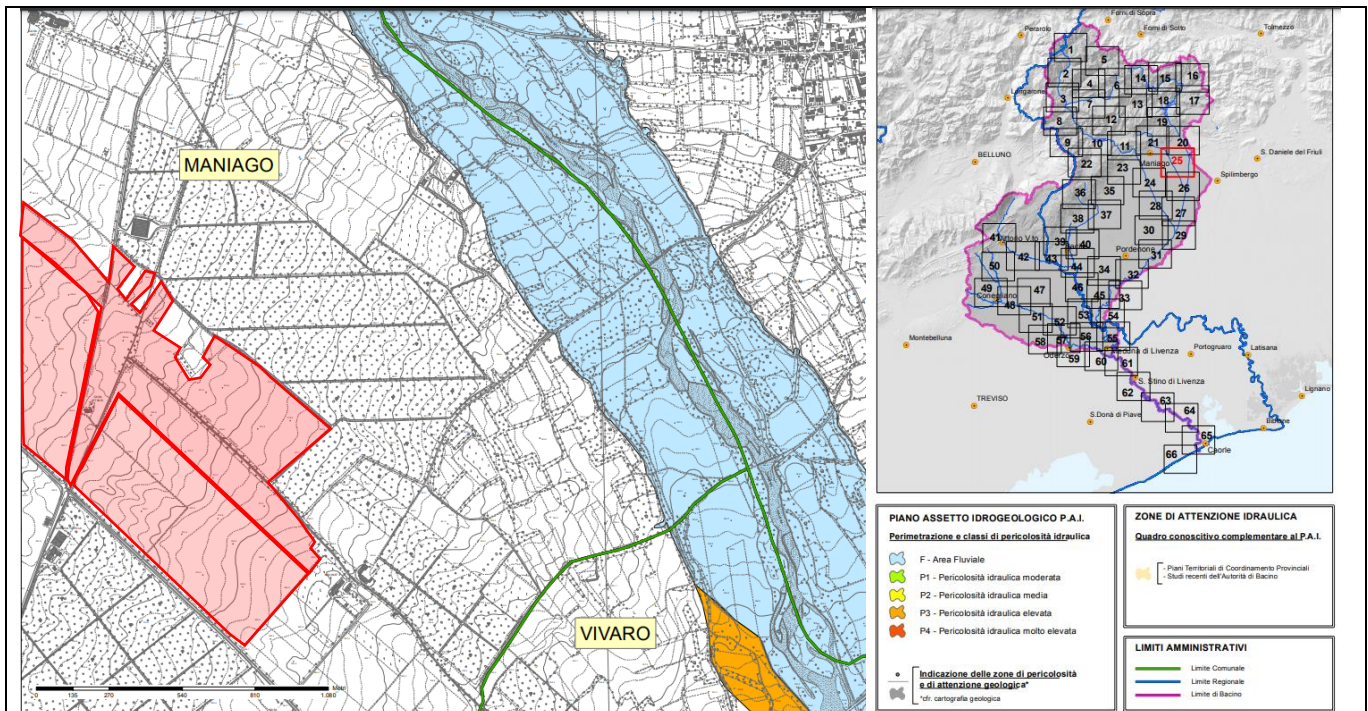 MANIAGO
VIVARO
0 135 270 540 810 1.080
Metri
Forni di Sopra
Perarolo
Forni di Sotto
Tolmezzo
1
5
2
4
6
14
15
16
Longarone
3
7
13
18
17
8
12
19
9
10
11
21
20
BELLUNO
Maniago
25
S. Daniele del Friuli
22
23
Spilimbergo
24
26
36
35
28
27
38
37
30
29
41
Vittorio V.to
39
40
Pordenone
31
42
43
50
44
34
32
49
47
46
45
33
Conegliano
48
51
53
54
52
Montebelluna
58
57
56
55
Motta di Livenza
Portogruaro
Latisana
Oderzo
59
60
61
S. Stino di Livenza
62
Lignano
TREVISO
63
S.Donà di Piave
64
Bibione
65
Caorle
66
PIANO ASSETTO IDROGEOLOGICO P.A.I.
Perimetrazione e classi di pericolosità idraulica
F - Area Fluviale
P1 - Pericolosità idraulica moderata
P2 - Pericolosità idraulica media
P3 - Pericolosità idraulica elevata
P4 - Pericolosità idraulica molto elevata
Indicazione delle zone di pericolosità
e di attenzione geologica*
*cfr. cartografia geologica
ZONE DI ATTENZIONE IDRAULICA
Quadro conoscitivo complementare al P.A.I.
- Piani Territoriali di Coordinamento Provinciali
- Studi recenti dell'Autorità di Bacino
LIMITI AMMINISTRATIVI
Limite Comunale
Limite Regionale
Limite di Bacino